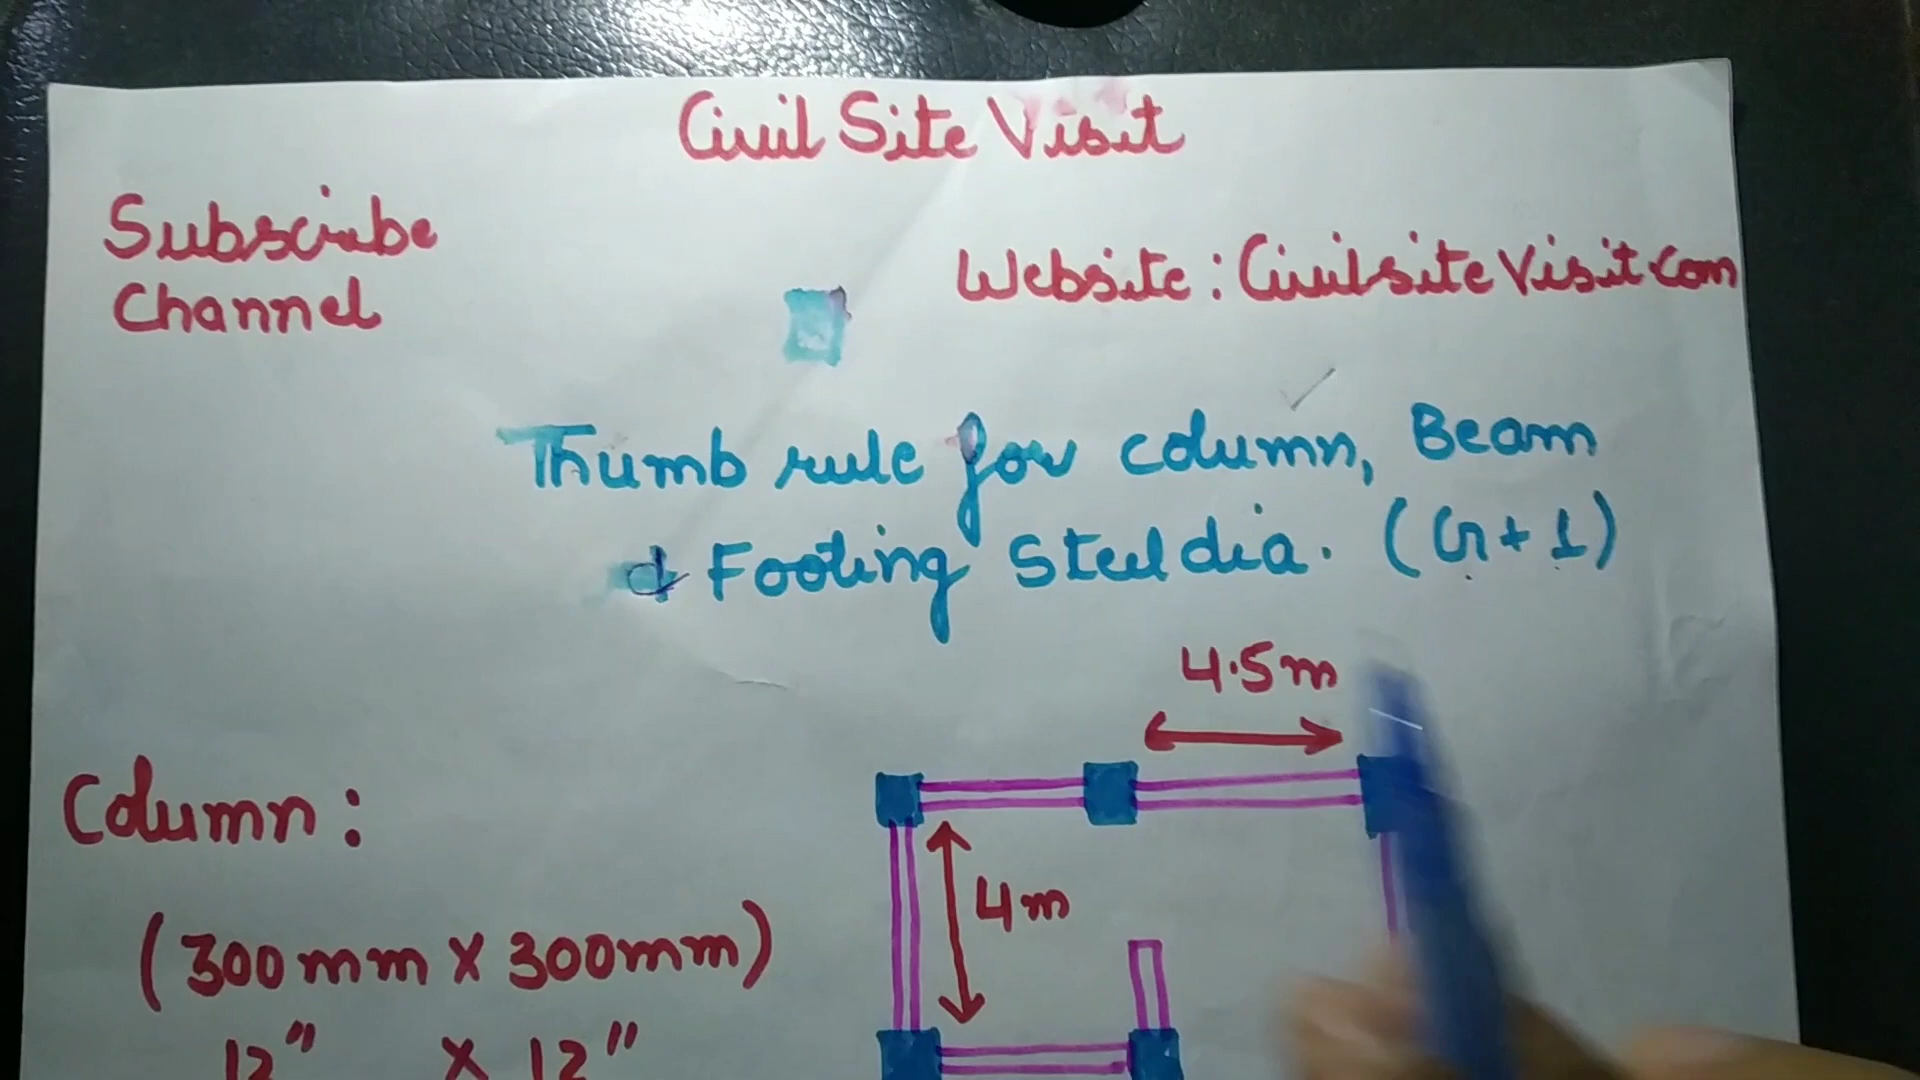 Civil Site Visit
Subscribe
Channel
Website : CivilsiteVisit.com
Thumb rule for column, Beam
& Footing Steel dia. (G+1)
4.5m
Column :
4m
(300mm x 300mm)
12" x 12"